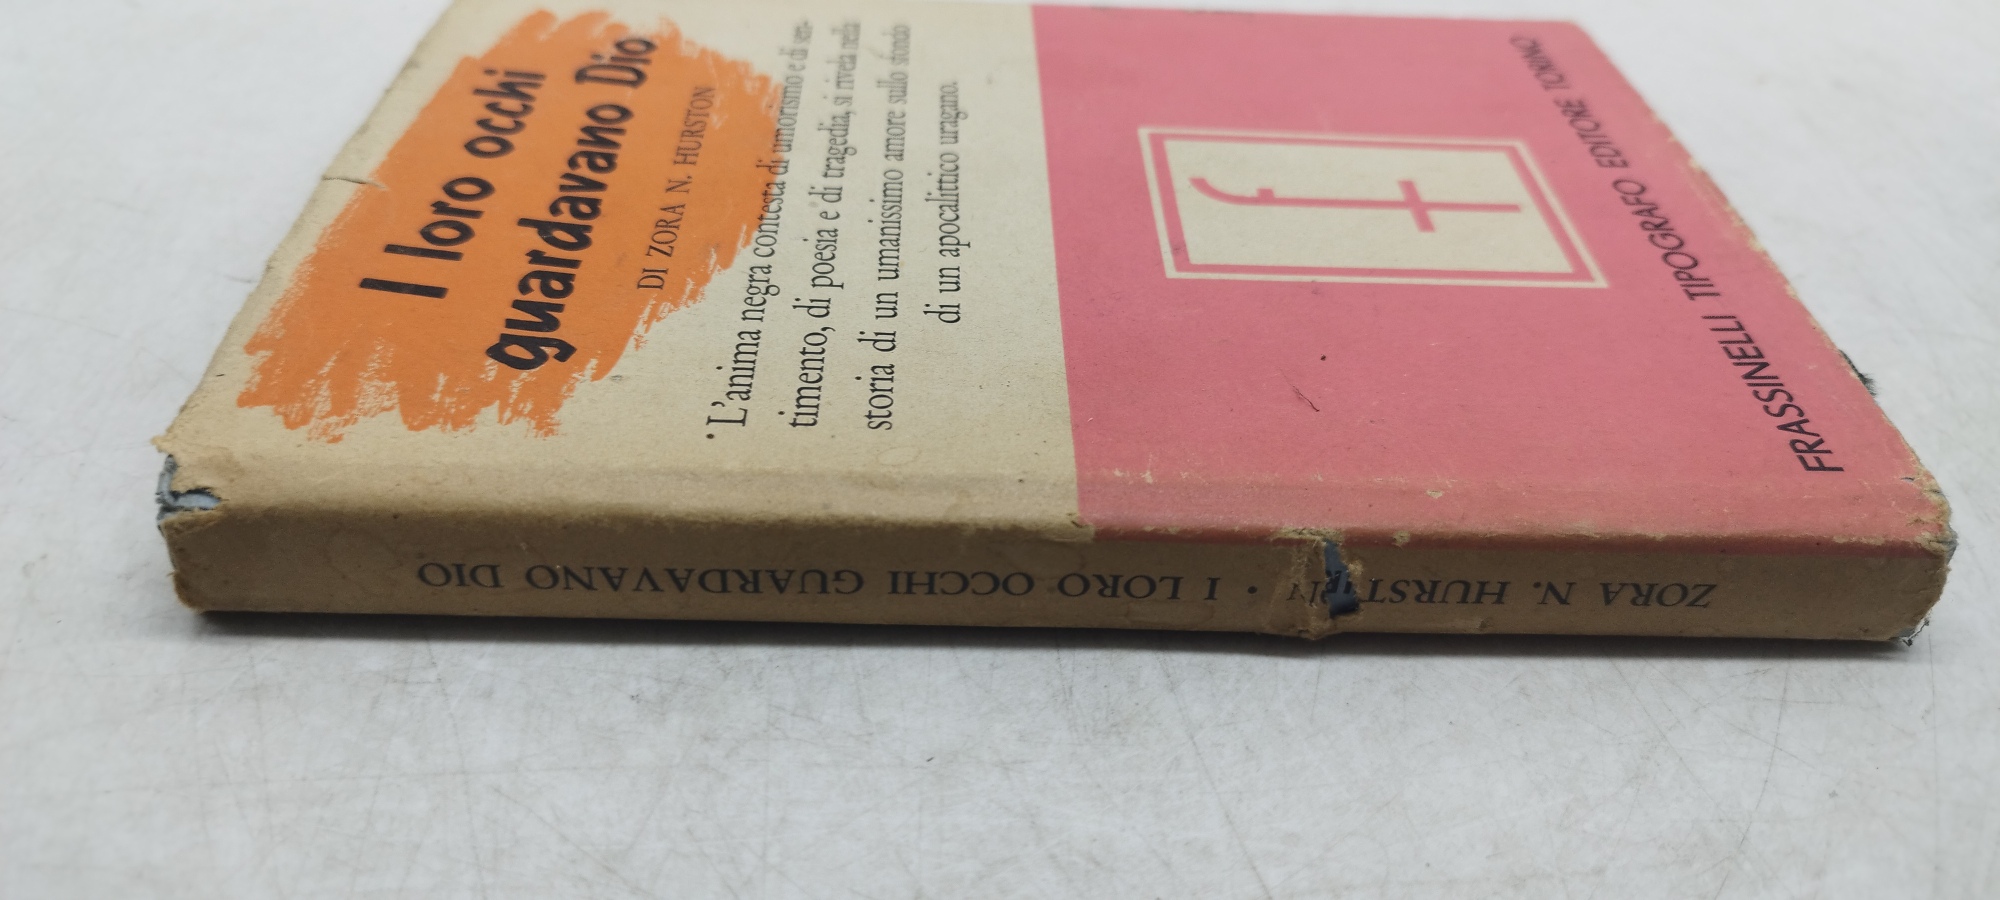 I loro occhi
guardavano Dio
DI ZORA N. HURSTON
L'anima negra contesta di umorismo e di sen-
timento, di poesia e di tragedia, si rivela nella
storia di un umanissimo amore sullo sfondo
di un apocalittico uragano.
f
FRASSINELLI TIPOGRAFO EDITORE TORINO
ZORA N. HURSTON • I LORO OCCHI GUARDAVANO DIO